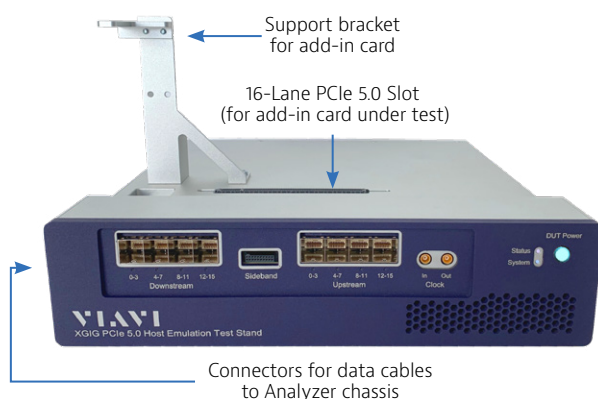 Support bracket
for add-in card
16-Lane PCIe 5.0 Slot
(for add-in card under test)
DUT Power
Status
System
0-3 4-7 8-11 12-15
Downstream
Sideband
0-3 4-7 8-11 12-15
Upstream
In Out
Clock
VIAVI
XGIG PCIe 5.0 Host Emulation Test Stand
Connectors for data cables
to Analyzer chassis